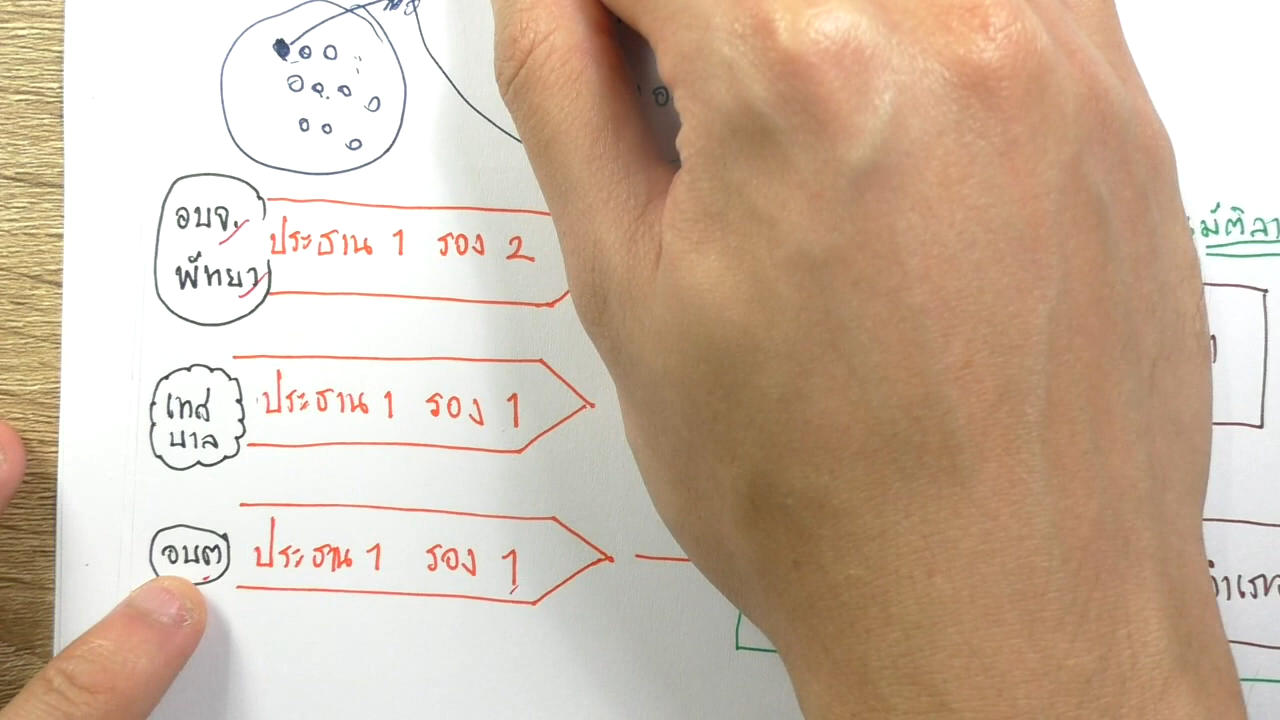 อบจ.
พัทยา
ประธาน 1 รอง 2
มัติ
เทศ
บาล
ประธาน 1 รอง 1
อบต
ประธาน 1 รอง 1